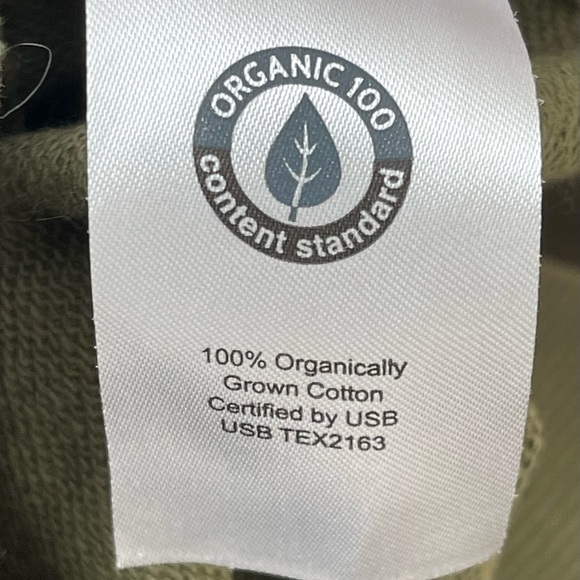 ORGANIC 100
content standard
100% Organically
Grown Cotton
Certified by USB
USB TEX2163